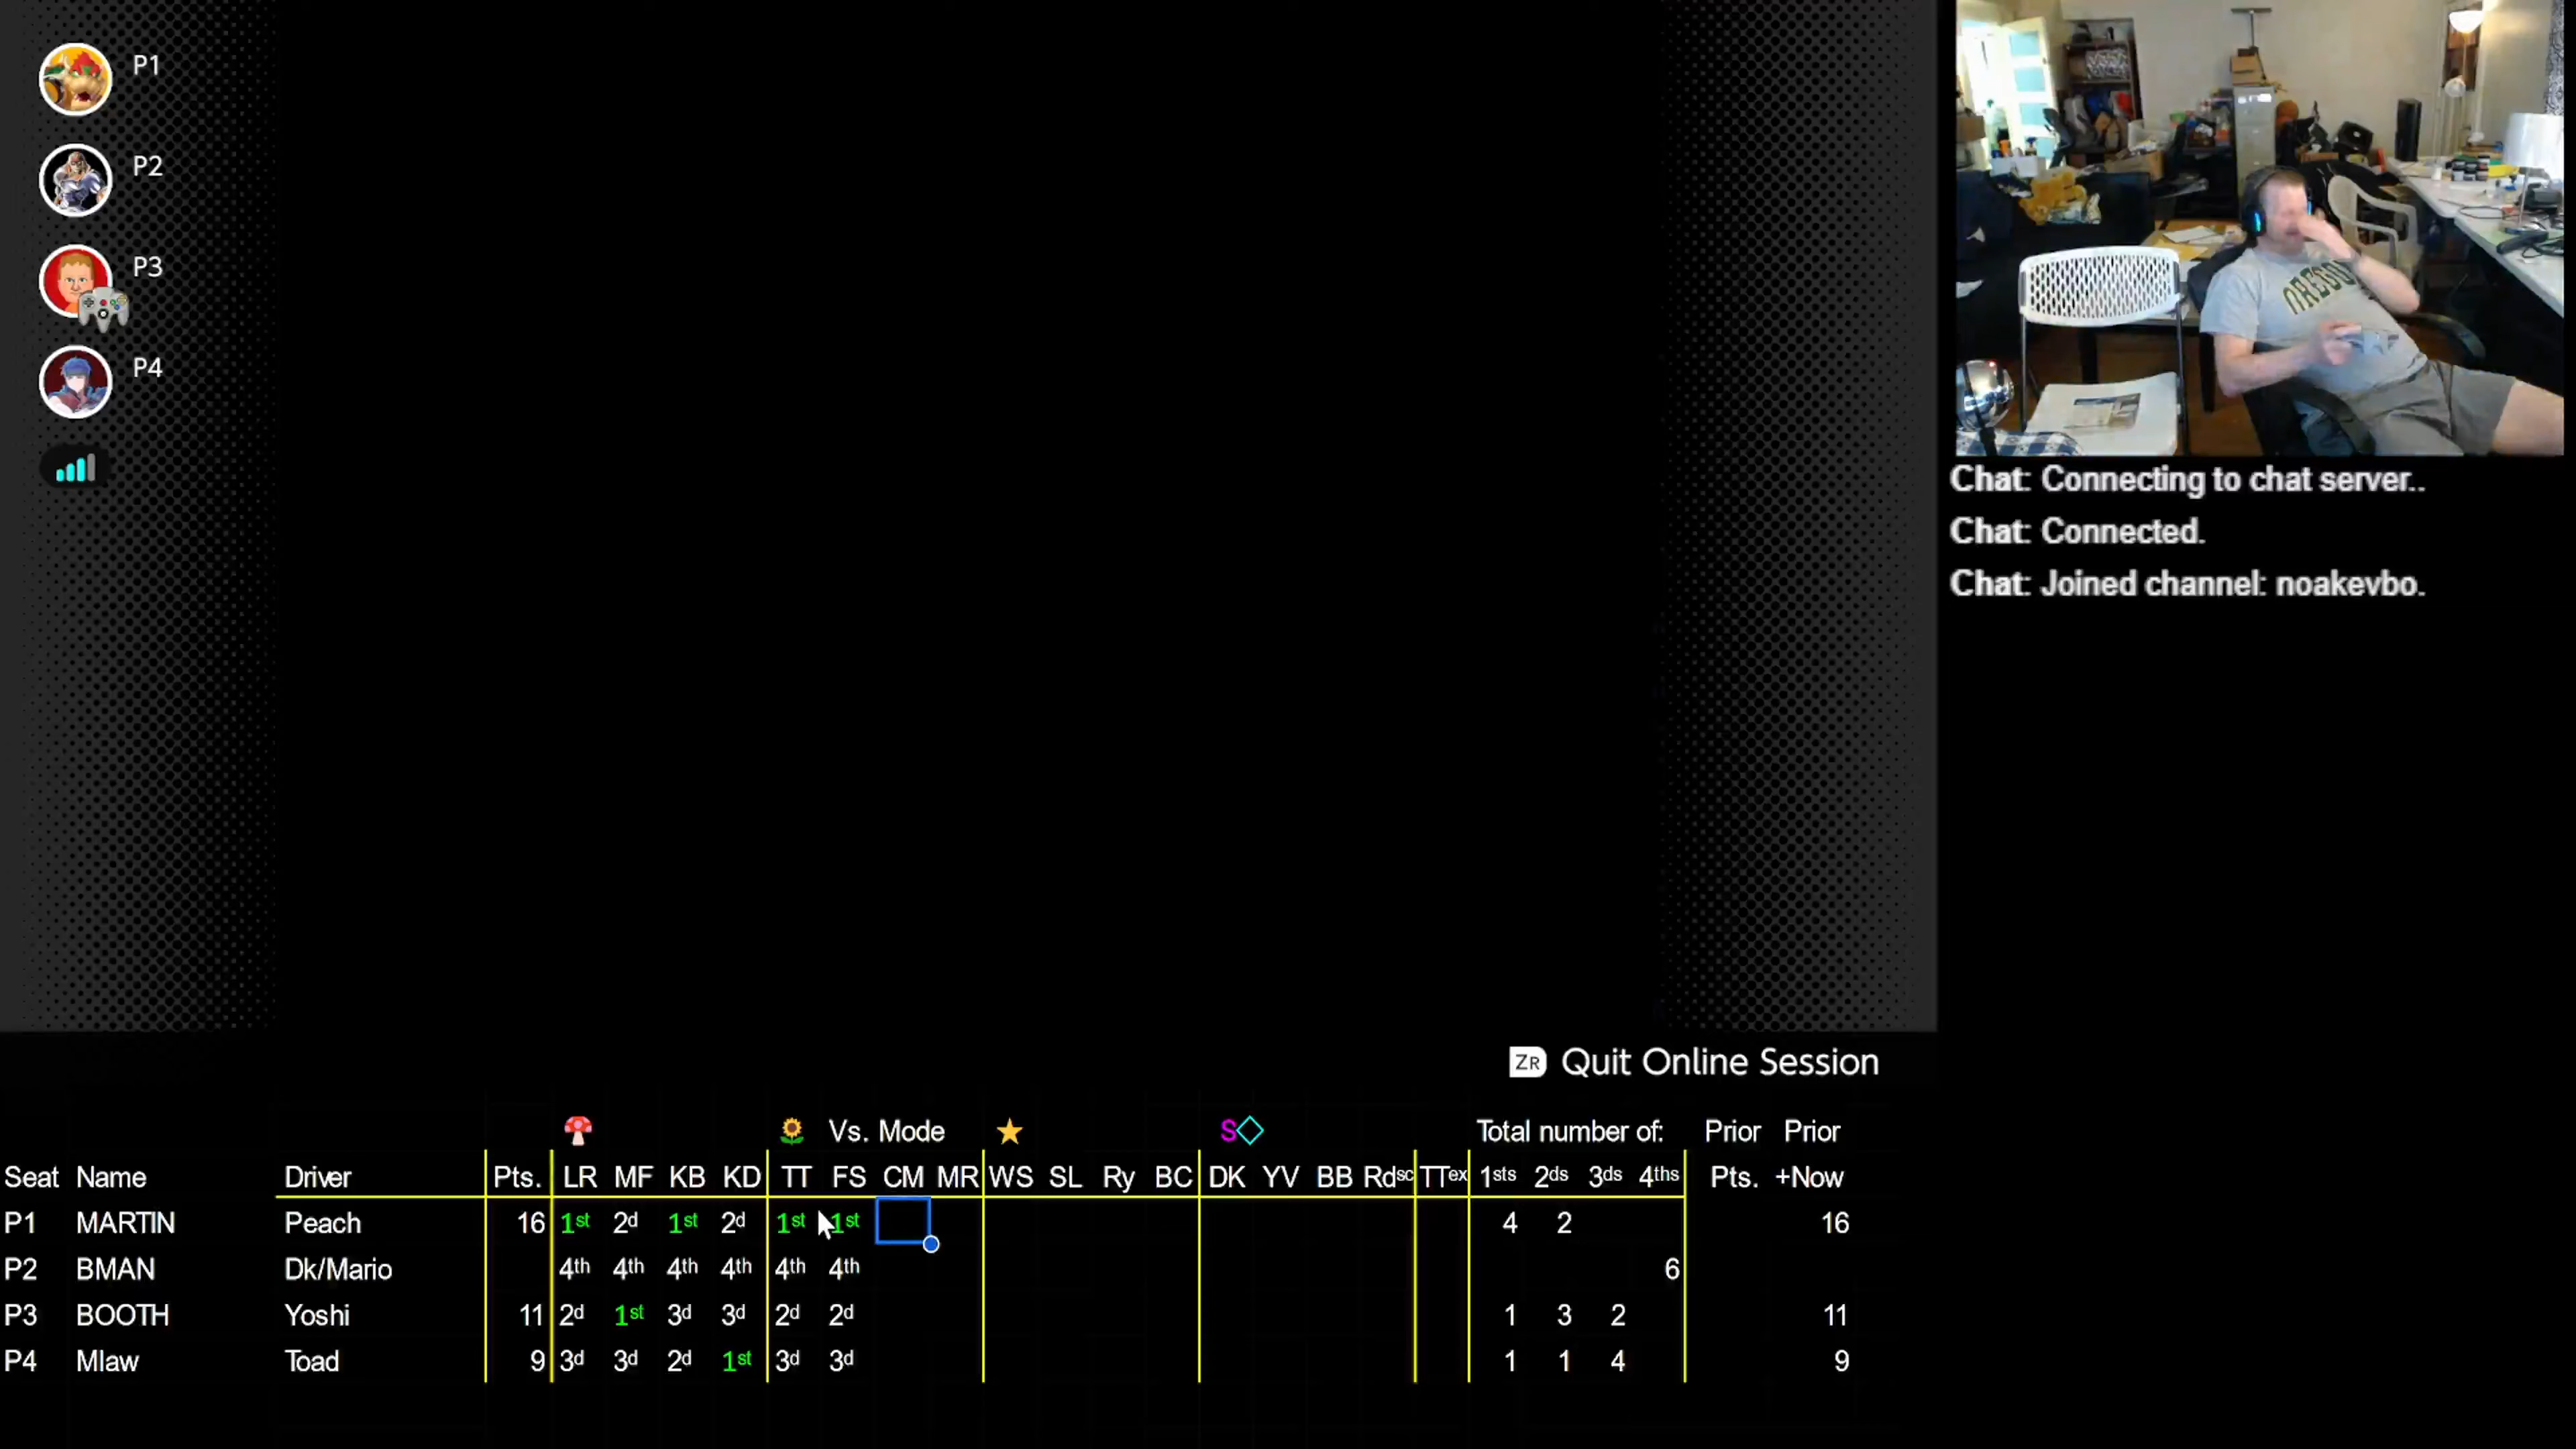 P1
P2
P3
P4
OREGON
Chat: Connecting to chat server..
Chat: Connected.
Chat: Joined channel: noakevbo.
ZR Quit Online Session
Vs. Mode S Total number of: Prior Prior
Seat Name Driver Pts. LR MF KB KD TT FS CM MR WS SL Ry BC DK YV BB Rdsc TTex 1sts 2ds 3ds 4ths Pts. +Now
P1 MARTIN Peach 16 1st 2d 1st 2d 1st 1st 4 2 16
P2 BMAN Dk/Mario 4th 4th 4th 4th 4th 4th 6
P3 BOOTH Yoshi 11 2d 1st 3d 3d 2d 2d 1 3 2 11
P4 Mlaw Toad 9 3d 3d 2d 1st 3d 3d 1 1 4 9